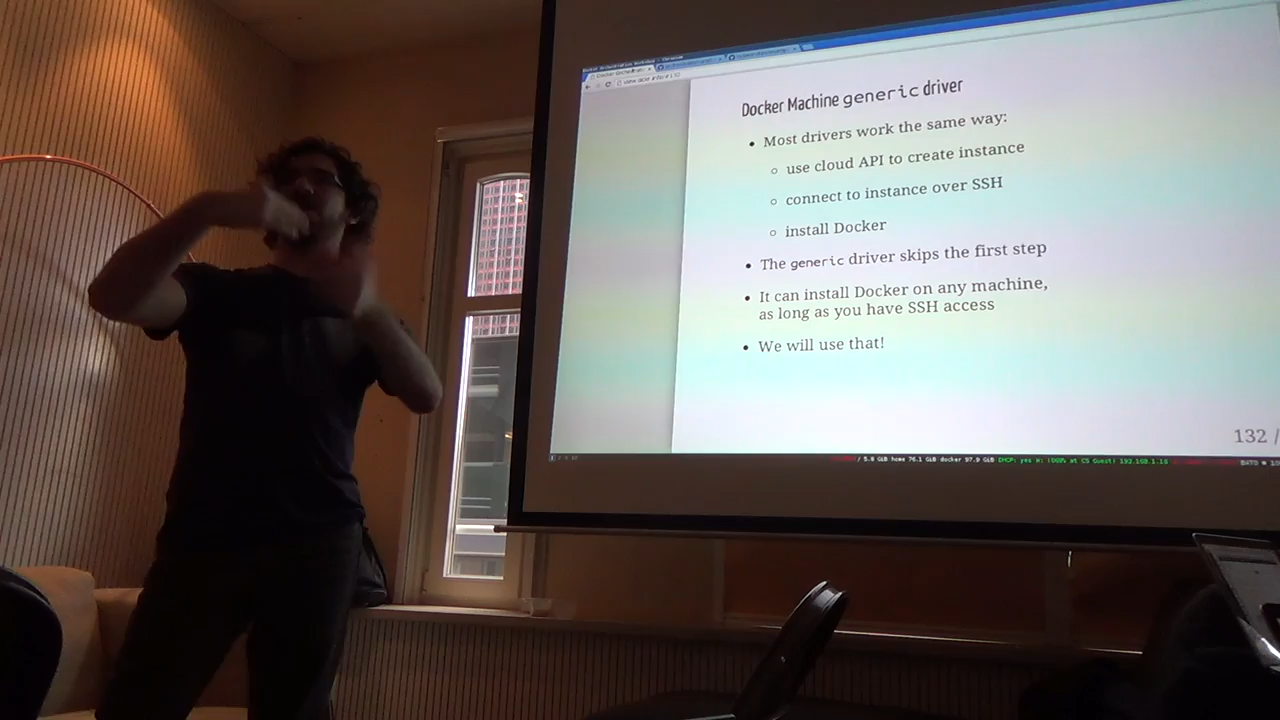 Docker Machine generic driver
• Most drivers work the same way:
◦ use cloud API to create instance
◦ connect to instance over SSH
◦ install Docker
• The generic driver skips the first step
• It can install Docker on any machine,
as long as you have SSH access
• We will use that!
132 /